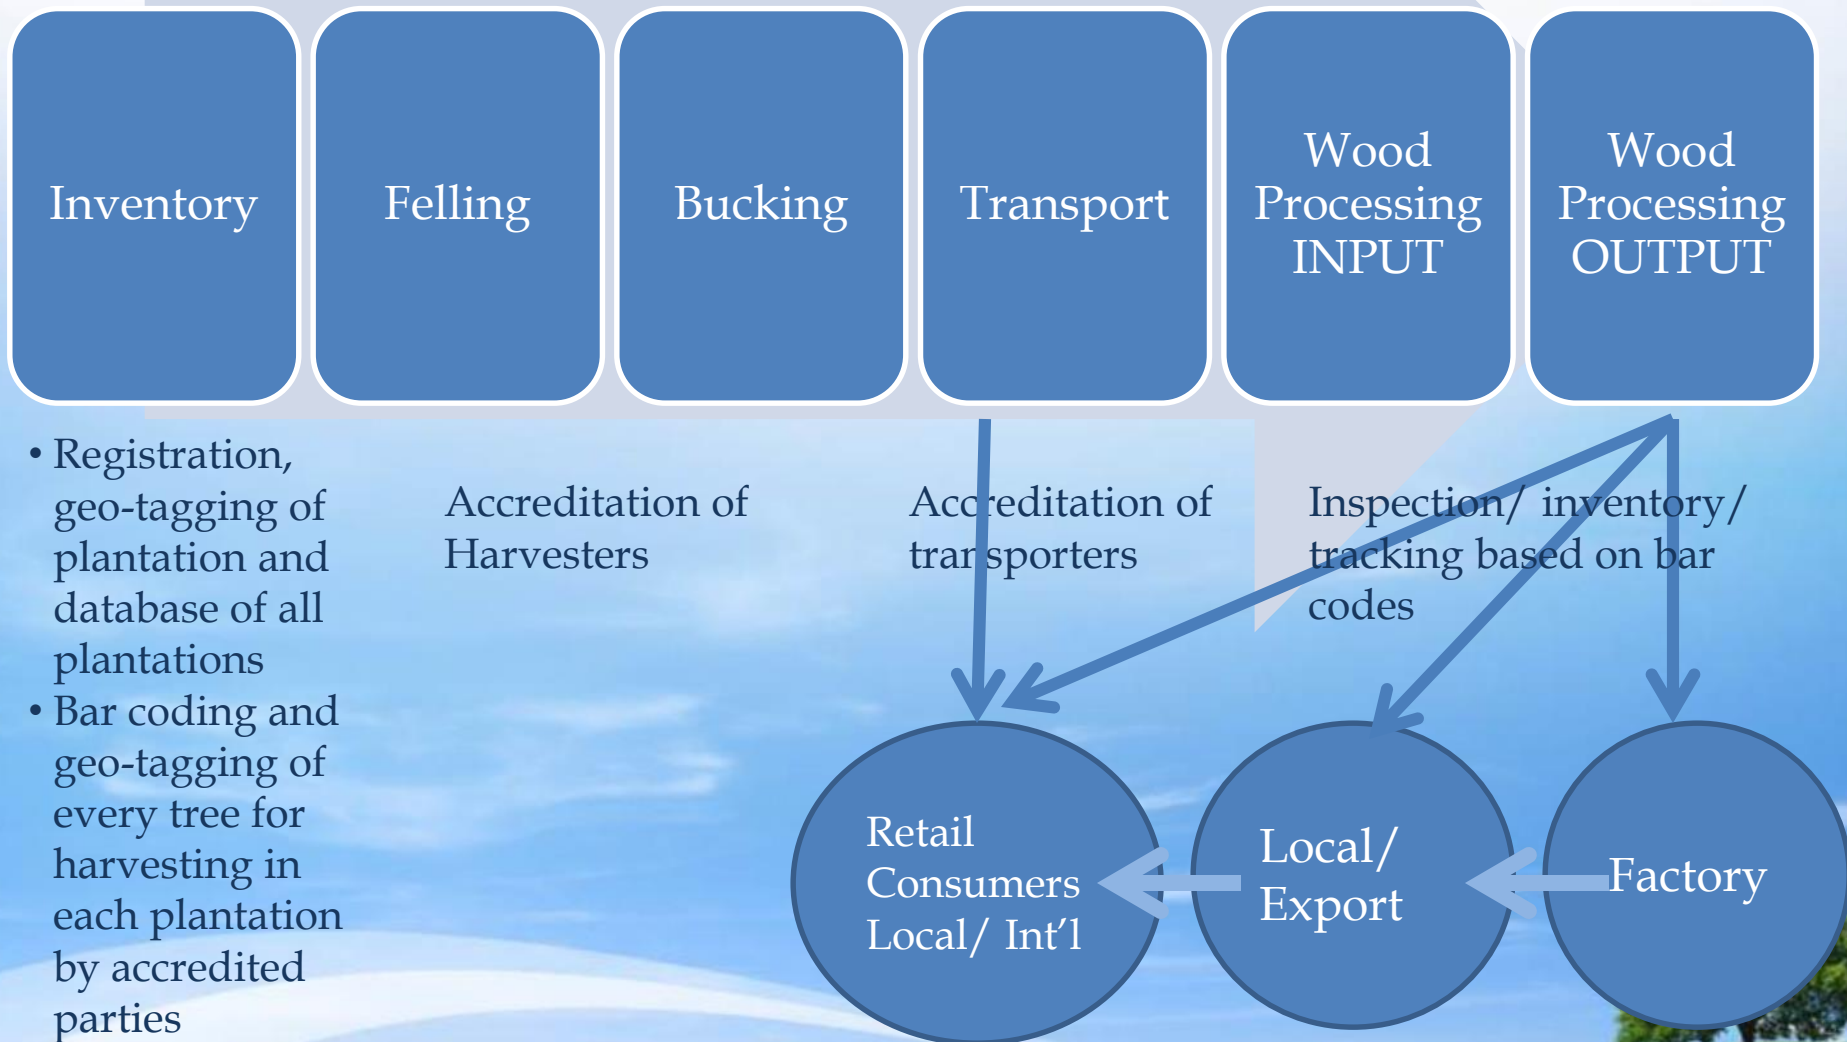 Inventory
Felling
Bucking
Transport
Wood
Processing
INPUT
Wood
Processing
OUTPUT
• Registration,
geo-tagging of
plantation and
database of all
plantations
• Bar coding and
geo-tagging of
every tree for
harvesting in
each plantation
by accredited
parties
Accreditation of
Harvesters
Accreditation of
transporters
Inspection/ inventory/
tracking based on bar
codes
Retail
Consumers
Local/ Int’l
Local/
Export
Factory